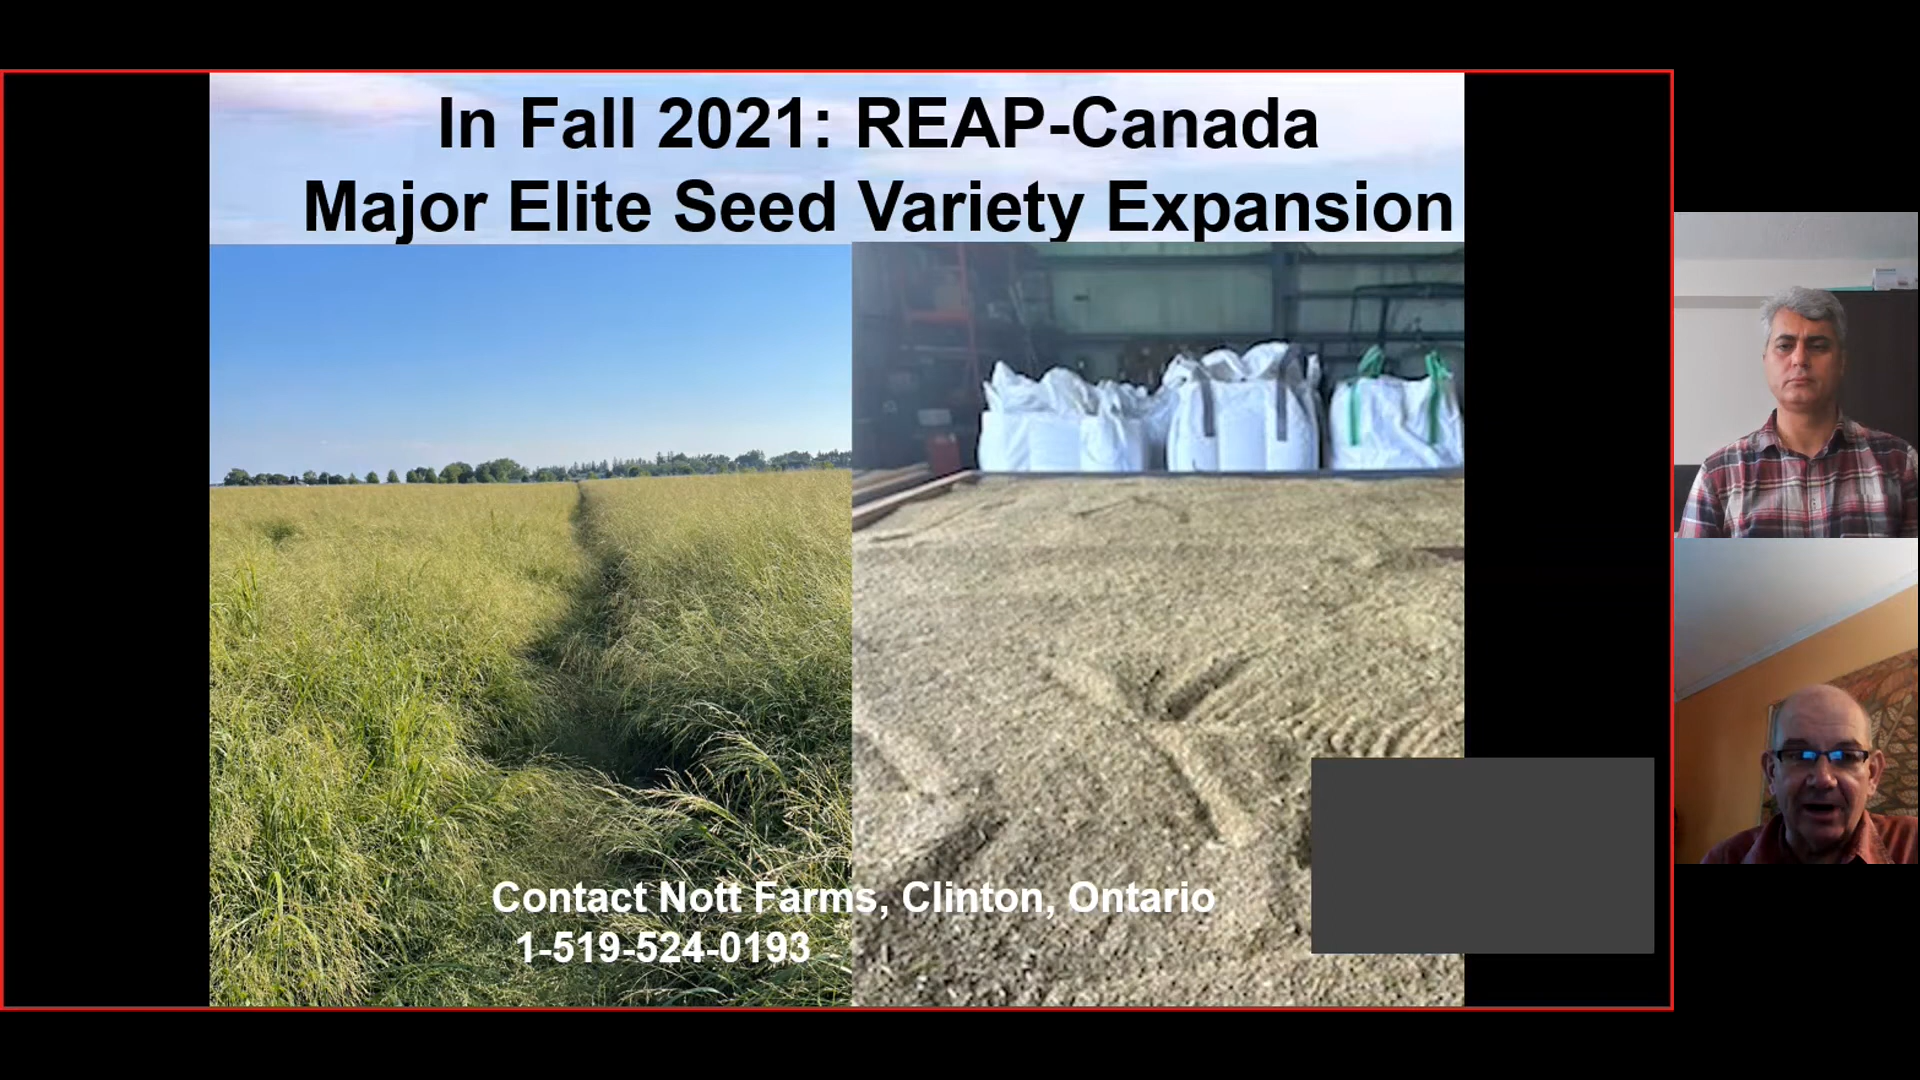 In Fall 2021: REAP-Canada
Major Elite Seed Variety Expansion
Contact Nott Farms, Clinton, Ontario
1-519-524-0193